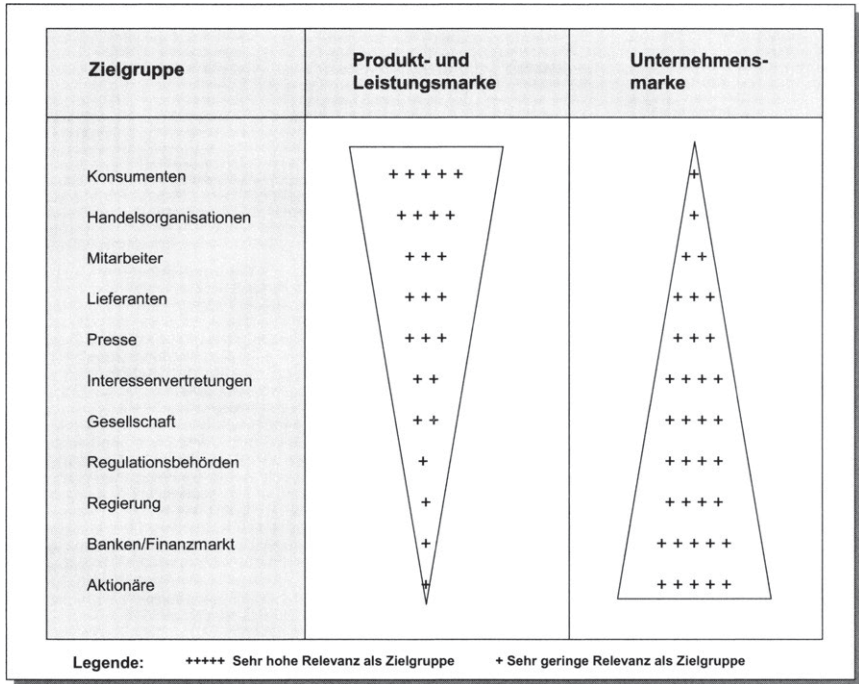 Zielgruppe
Produkt- und
Leistungsmarke
Unternehmens-
marke
Konsumenten + + + + + +
Handelsorganisationen + + + + +
Mitarbeiter + + + + +
Lieferanten + + + + + +
Presse + + + + + +
Interessenvertretungen + + + + + +
Gesellschaft + + + + + +
Regulationsbehörden + + + + +
Regierung + + + + +
Banken/Finanzmarkt + + + + + +
Aktionäre + + + + + +
Legende: +++++ Sehr hohe Relevanz als Zielgruppe + Sehr geringe Relevanz als Zielgruppe